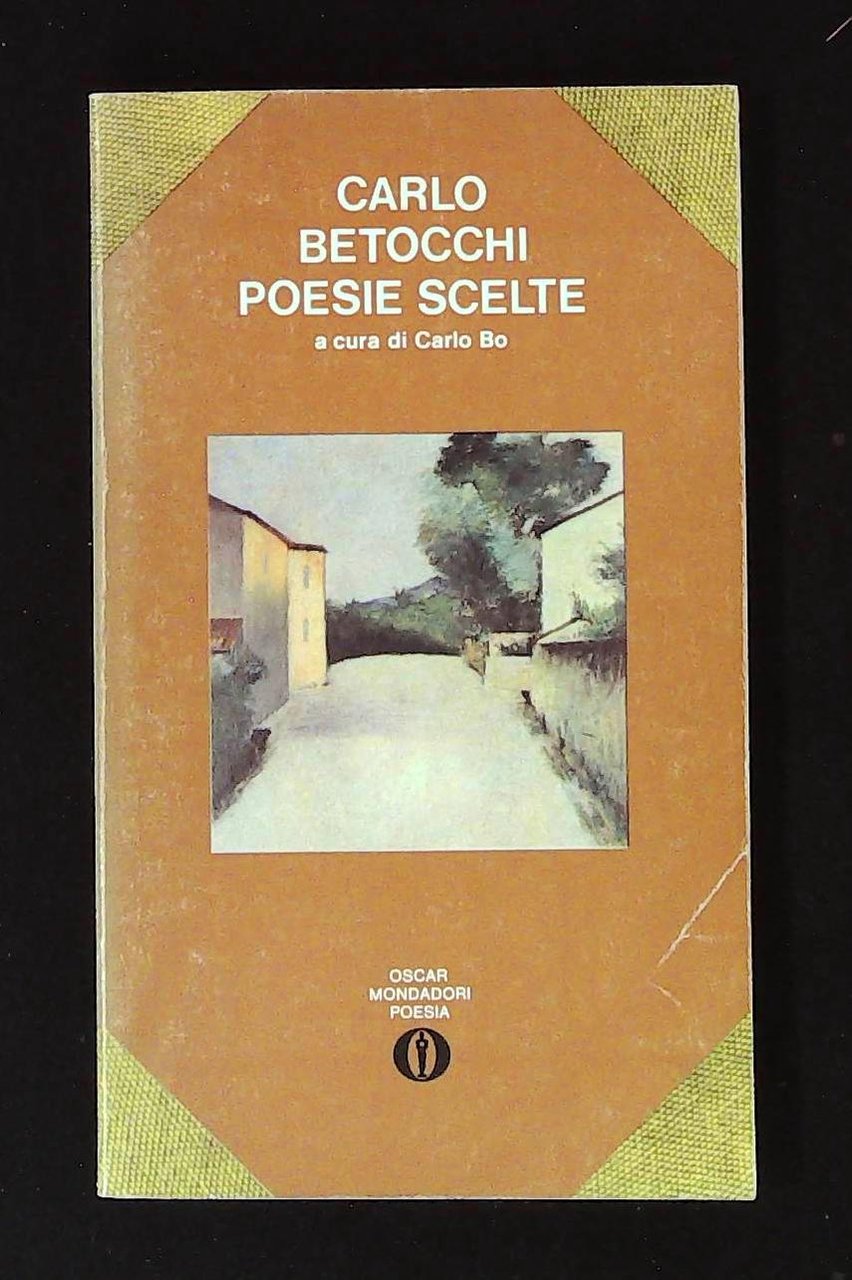 CARLO
BETOCCHI
POESIE SCELTE
a cura di Carlo Bo
OSCAR
MONDADORI
POESIA